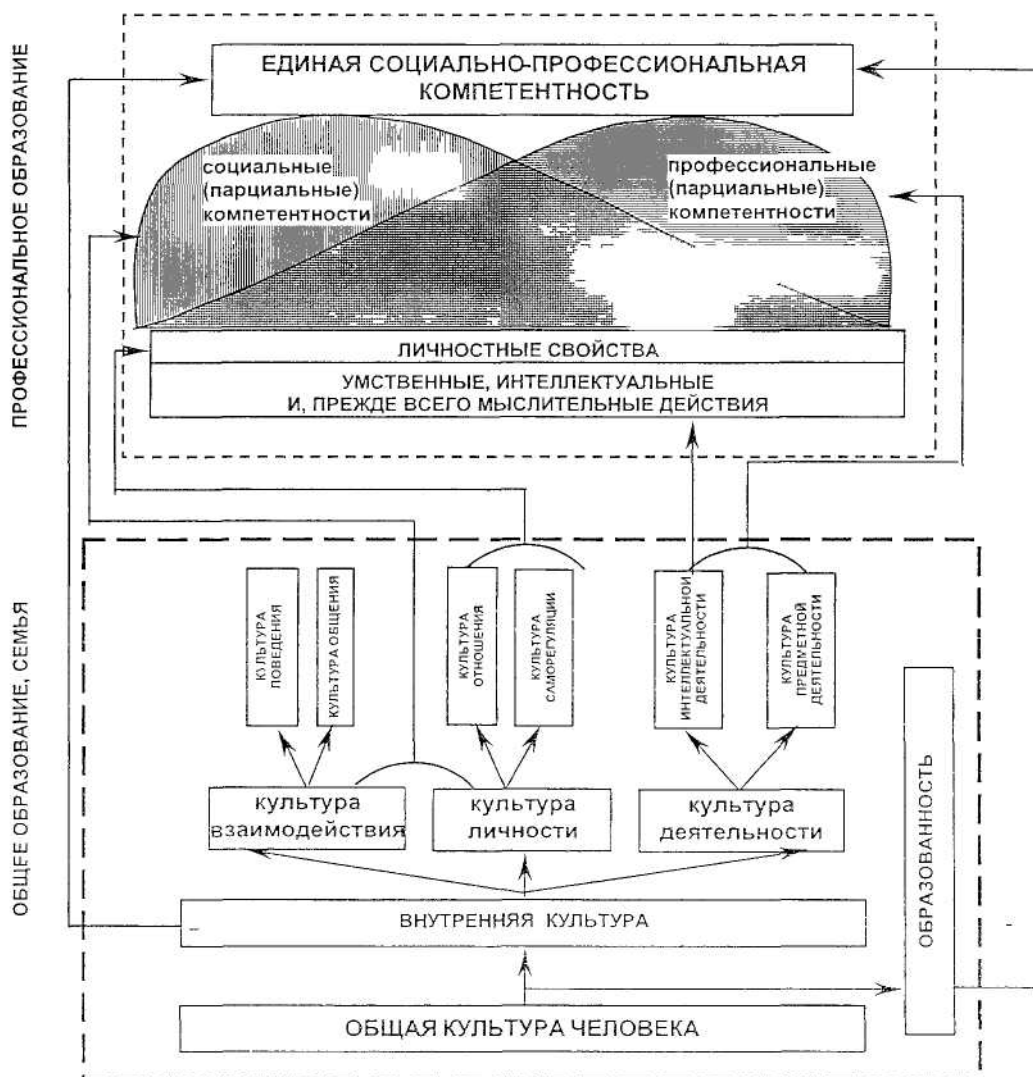 ПРОФЕССИОНАЛЬНОЕ ОБРАЗОВАНИЕ
ЕДИНАЯ СОЦИАЛЬНО-ПРОФЕССИОНАЛЬНАЯ
КОМПЕТЕНТНОСТЬ
социальные
(парциальные)
компетентности
профессиональные
(парциальные)
компетентности
ЛИЧНОСТНЫЕ СВОЙСТВА
УМСТВЕННЫЕ, ИНТЕЛЛЕКТУАЛЬНЫЕ
И, ПРЕЖДЕ ВСЕГО МЫСЛИТЕЛЬНЫЕ ДЕЙСТВИЯ
ОБЩЕЕ ОБРАЗОВАНИЕ, СЕМЬЯ
КУЛЬТУРА
ПОВЕДЕНИЯ
КУЛЬТУРА ОБЩЕНИЯ
КУЛЬТУРА
ОТНОШЕНИЯ
КУЛЬТУРА
САМОРЕГУЛЯЦИИ
КУЛЬТУРА
ИНТЕЛЛЕКТУАЛЬНОЙ
ДЕЯТЕЛЬНОСТИ
КУЛЬТУРА
ПРЕДМЕТНОЙ
ДЕЯТЕЛЬНОСТИ
культура
взаимодействия
культура
личности
культура
деятельности
ОБРАЗОВАННОСТЬ
ВНУТРЕННЯЯ КУЛЬТУРА
ОБЩАЯ КУЛЬТУРА ЧЕЛОВЕКА